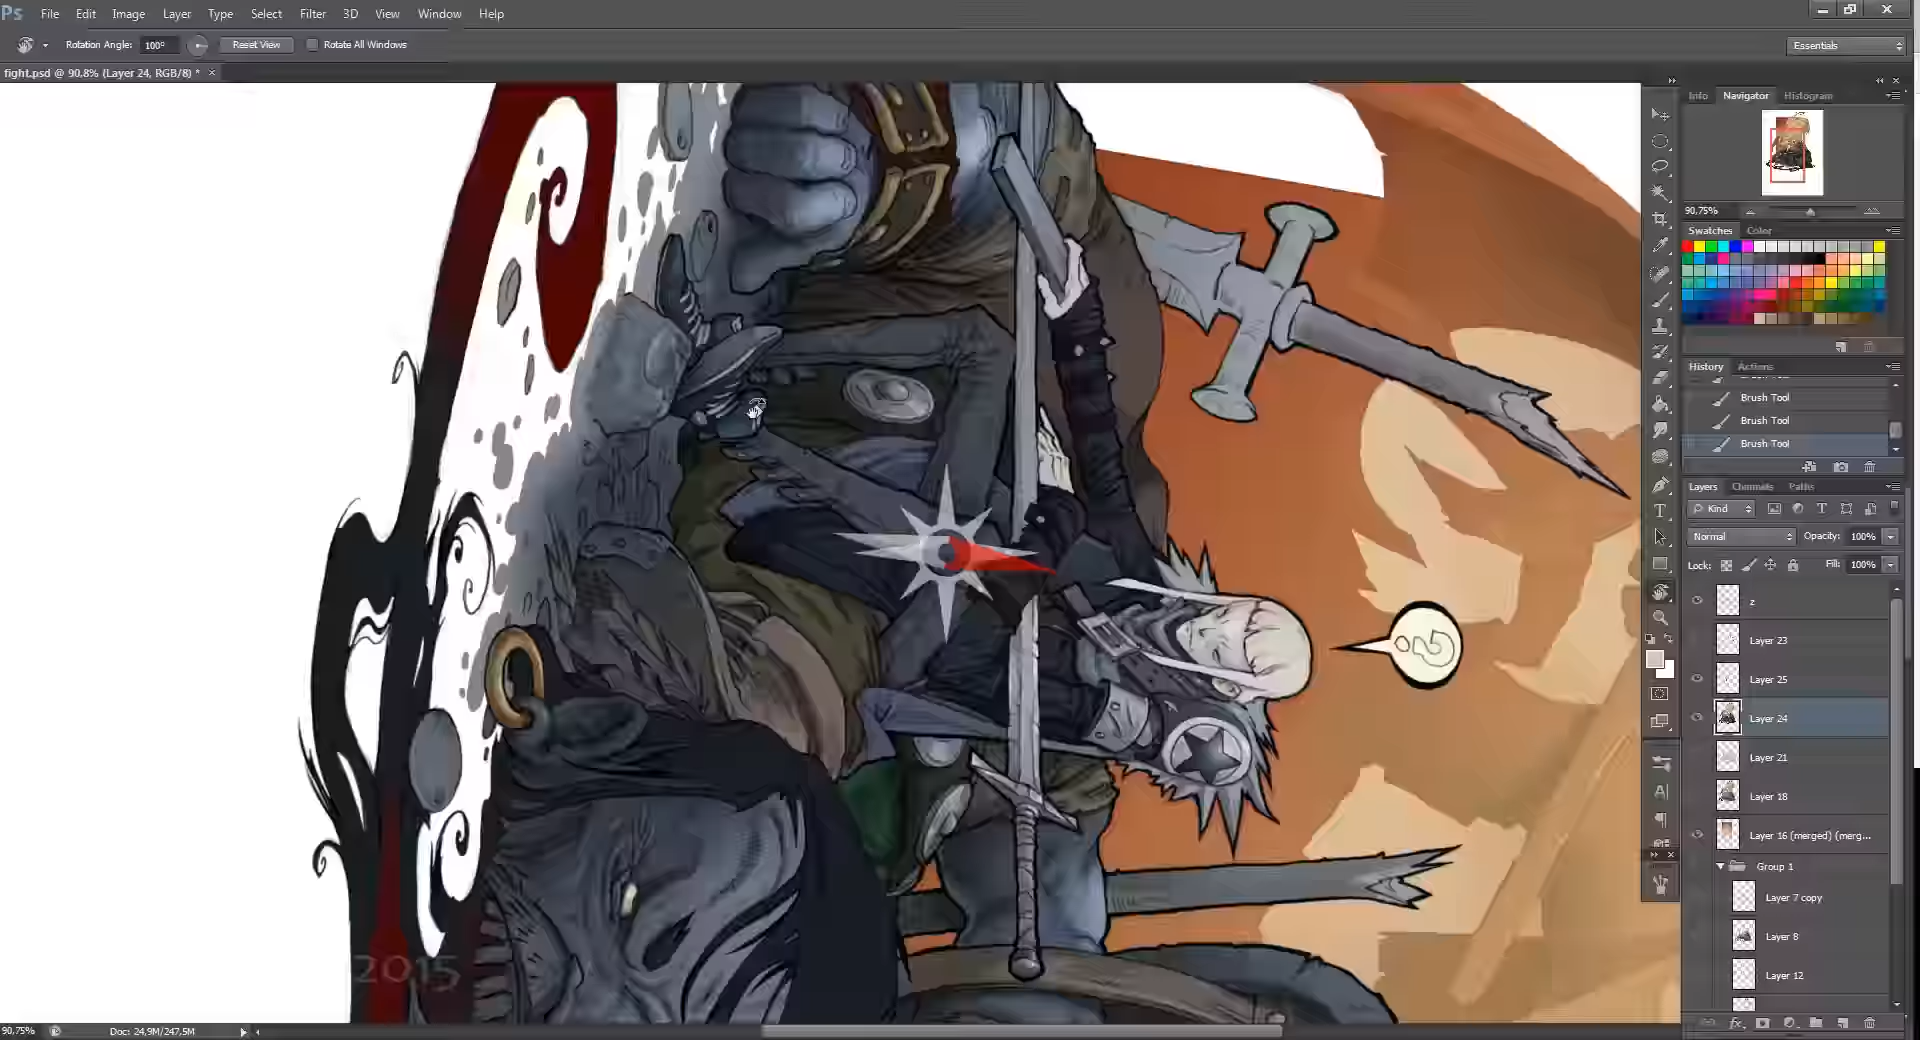 Ps File Edit Image Layer Type Select Filter 3D View Window Help
Rotation Angle: 100° Reset View Rotate All Windows Essentials
fight.psd @ 90,8% (Layer 24, RGB/8) *
Info Navigator Histogram
90,75%
Swatches Color
History Actions
Brush Tool
Brush Tool
Brush Tool
Layers Channels Paths
Kind
Normal Opacity: 100%
Lock: Fill: 100%
z
Layer 23
Layer 25
Layer 24
Layer 21
Layer 18
Layer 16 (merged) (merg...
Group 1
Layer 7 copy
Layer 8
Layer 12
¿?
2015
90,75% Doc: 24,9M/247,5M